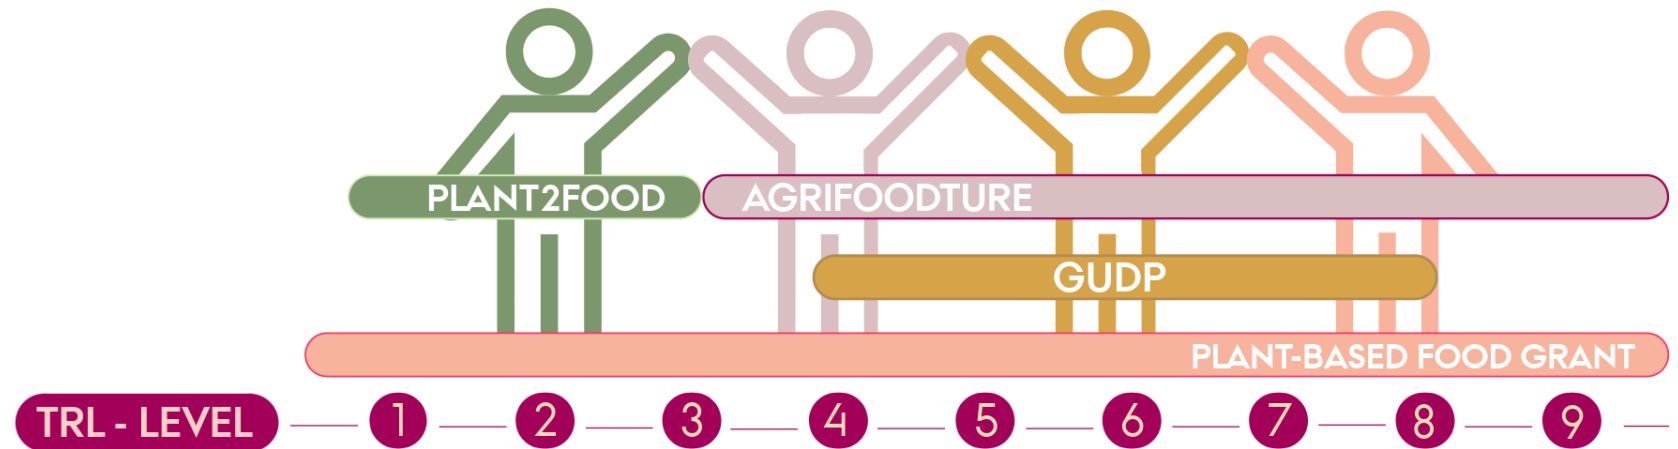 PLANT2FOOD
AGRIFOODTURE
GUDP
PLANT-BASED FOOD GRANT
TRL - LEVEL 1 2 3 4 5 6 7 8 9